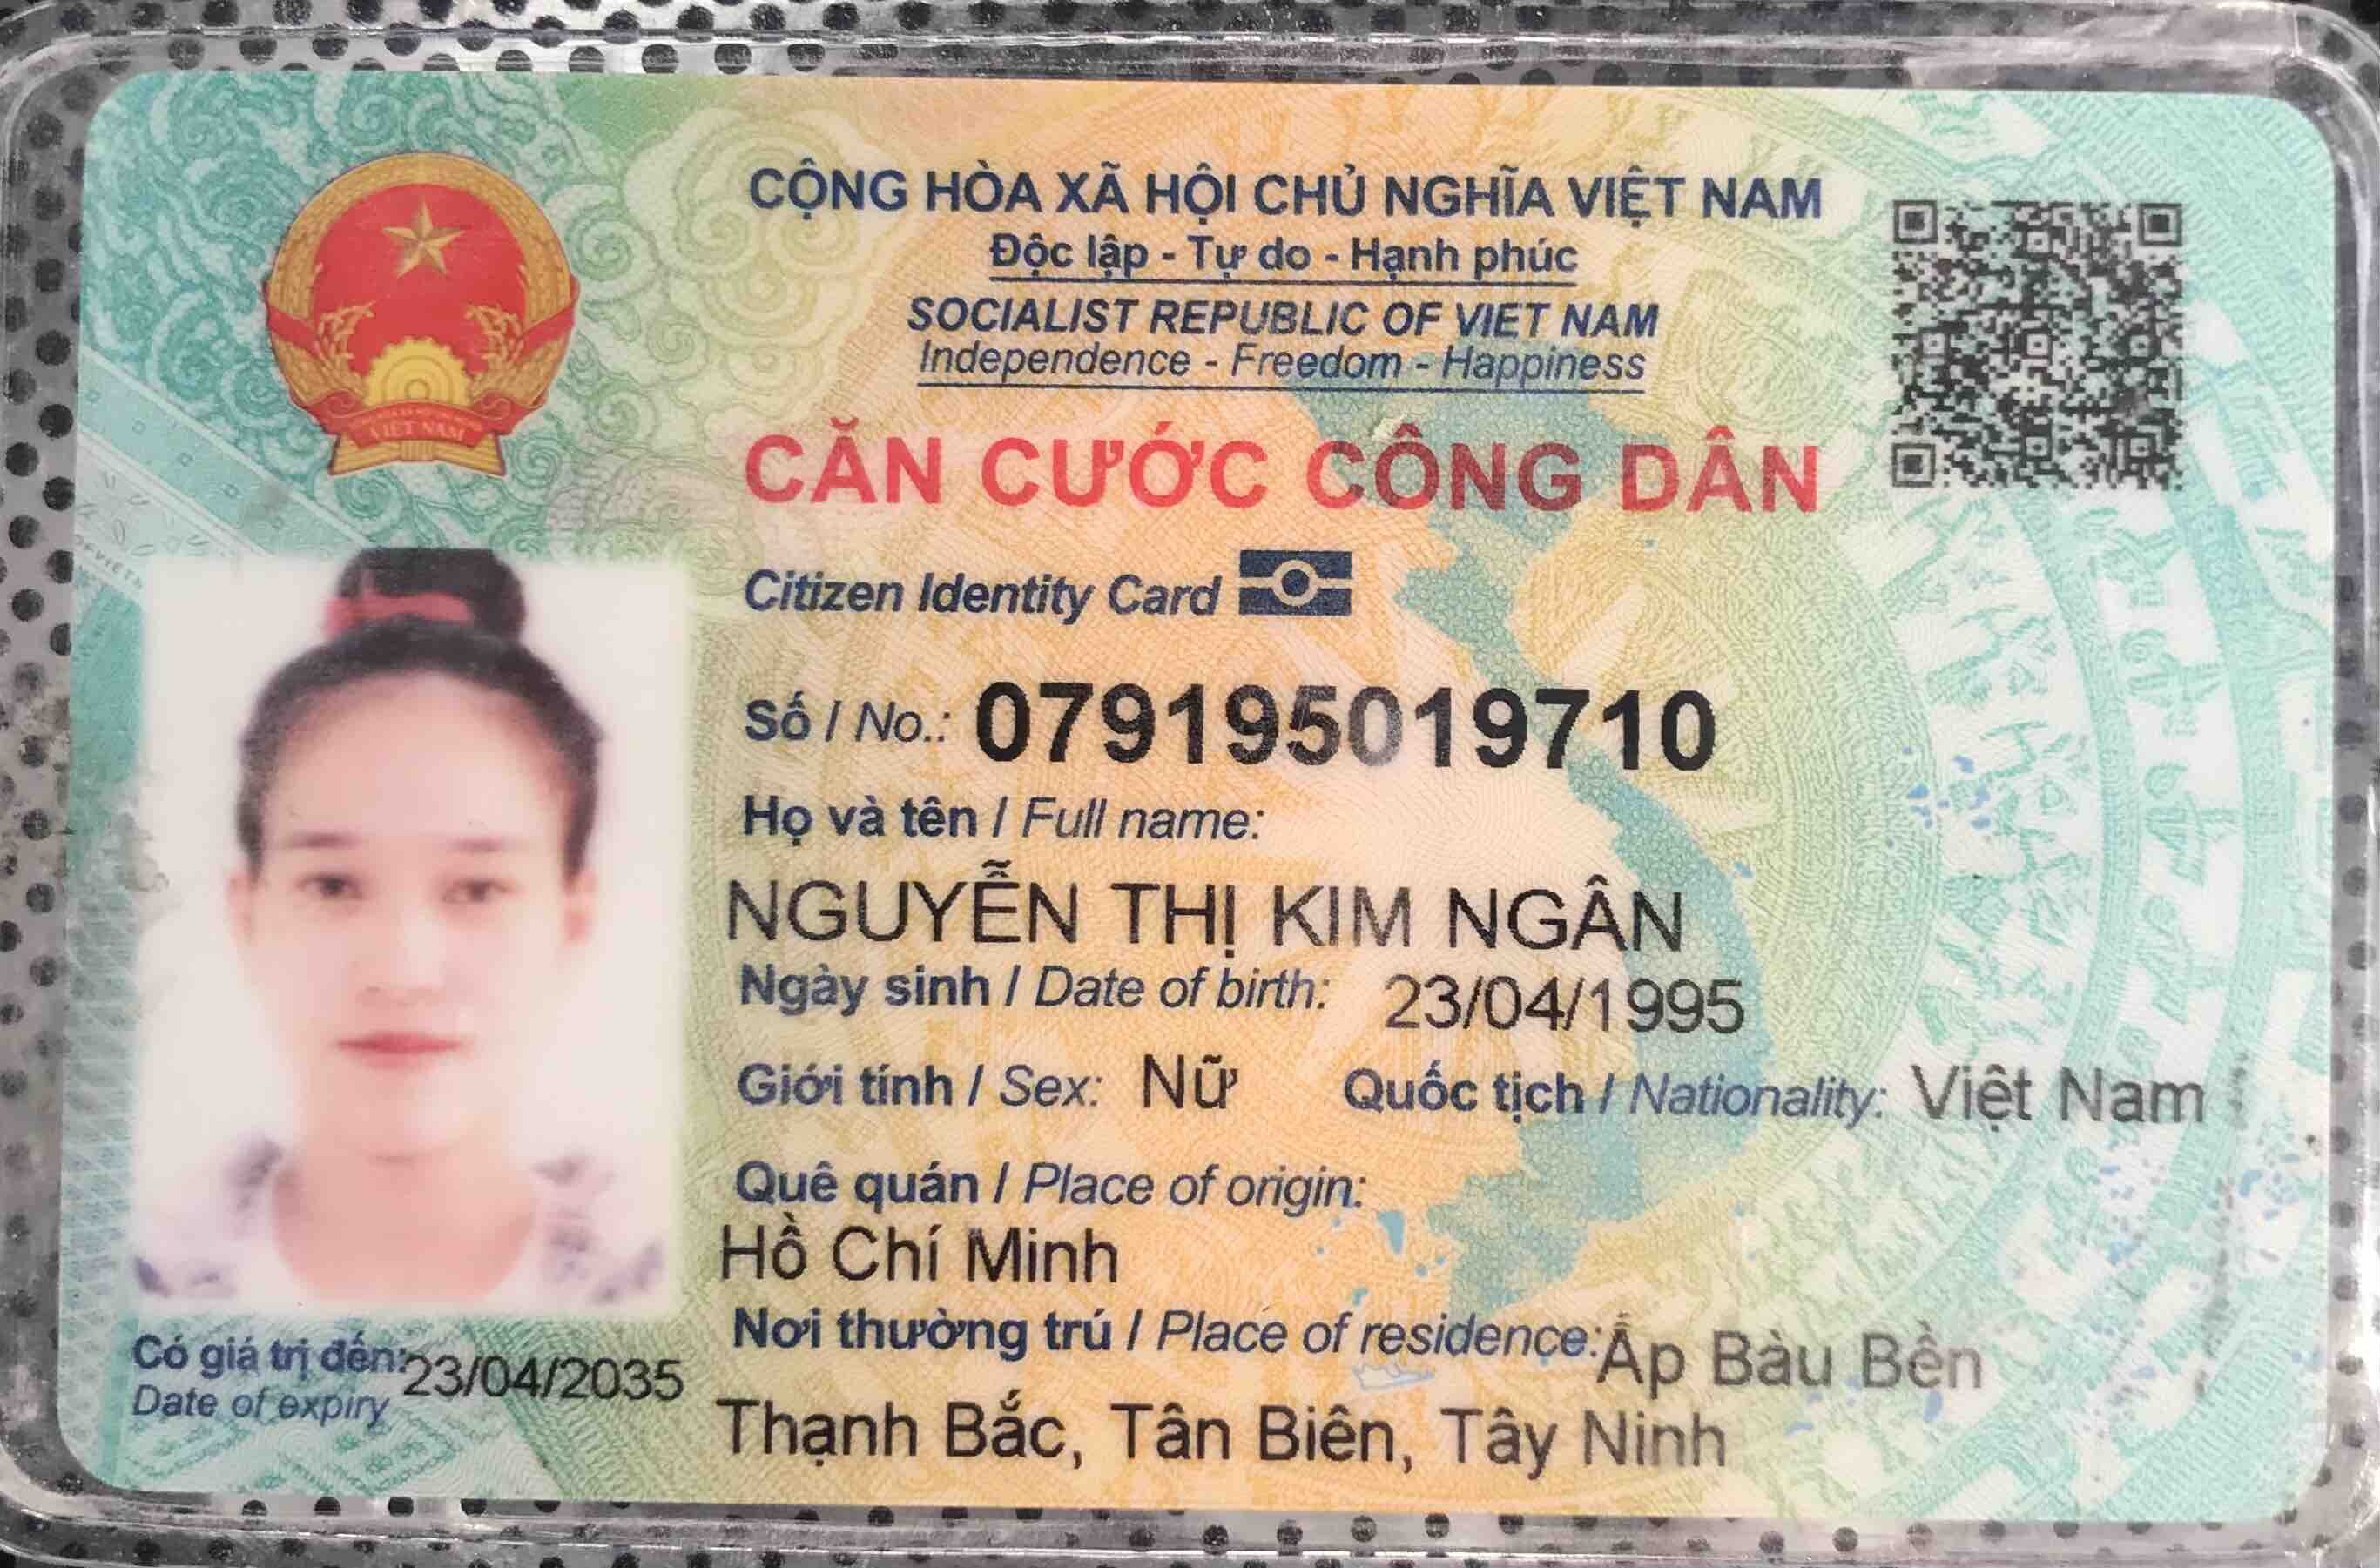 CỘNG HÒA XÃ HỘI CHỦ NGHĨA VIỆT NAM
Độc lập - Tự do - Hạnh phúc
SOCIALIST REPUBLIC OF VIET NAM
Independence - Freedom - Happiness
CĂN CƯỚC CÔNG DÂN
Citizen Identity Card
Số / No.: 079195019710
Họ và tên / Full name:
NGUYỄN THỊ KIM NGÂN
Ngày sinh / Date of birth: 23/04/1995
Giới tính / Sex: Nữ Quốc tịch / Nationality: Việt Nam
Quê quán / Place of origin:
Hồ Chí Minh
Nơi thường trú / Place of residence: Ấp Bàu Bền
Thạnh Bắc, Tân Biên, Tây Ninh
Có giá trị đến: 23/04/2035
Date of expiry
VIỆT NAM